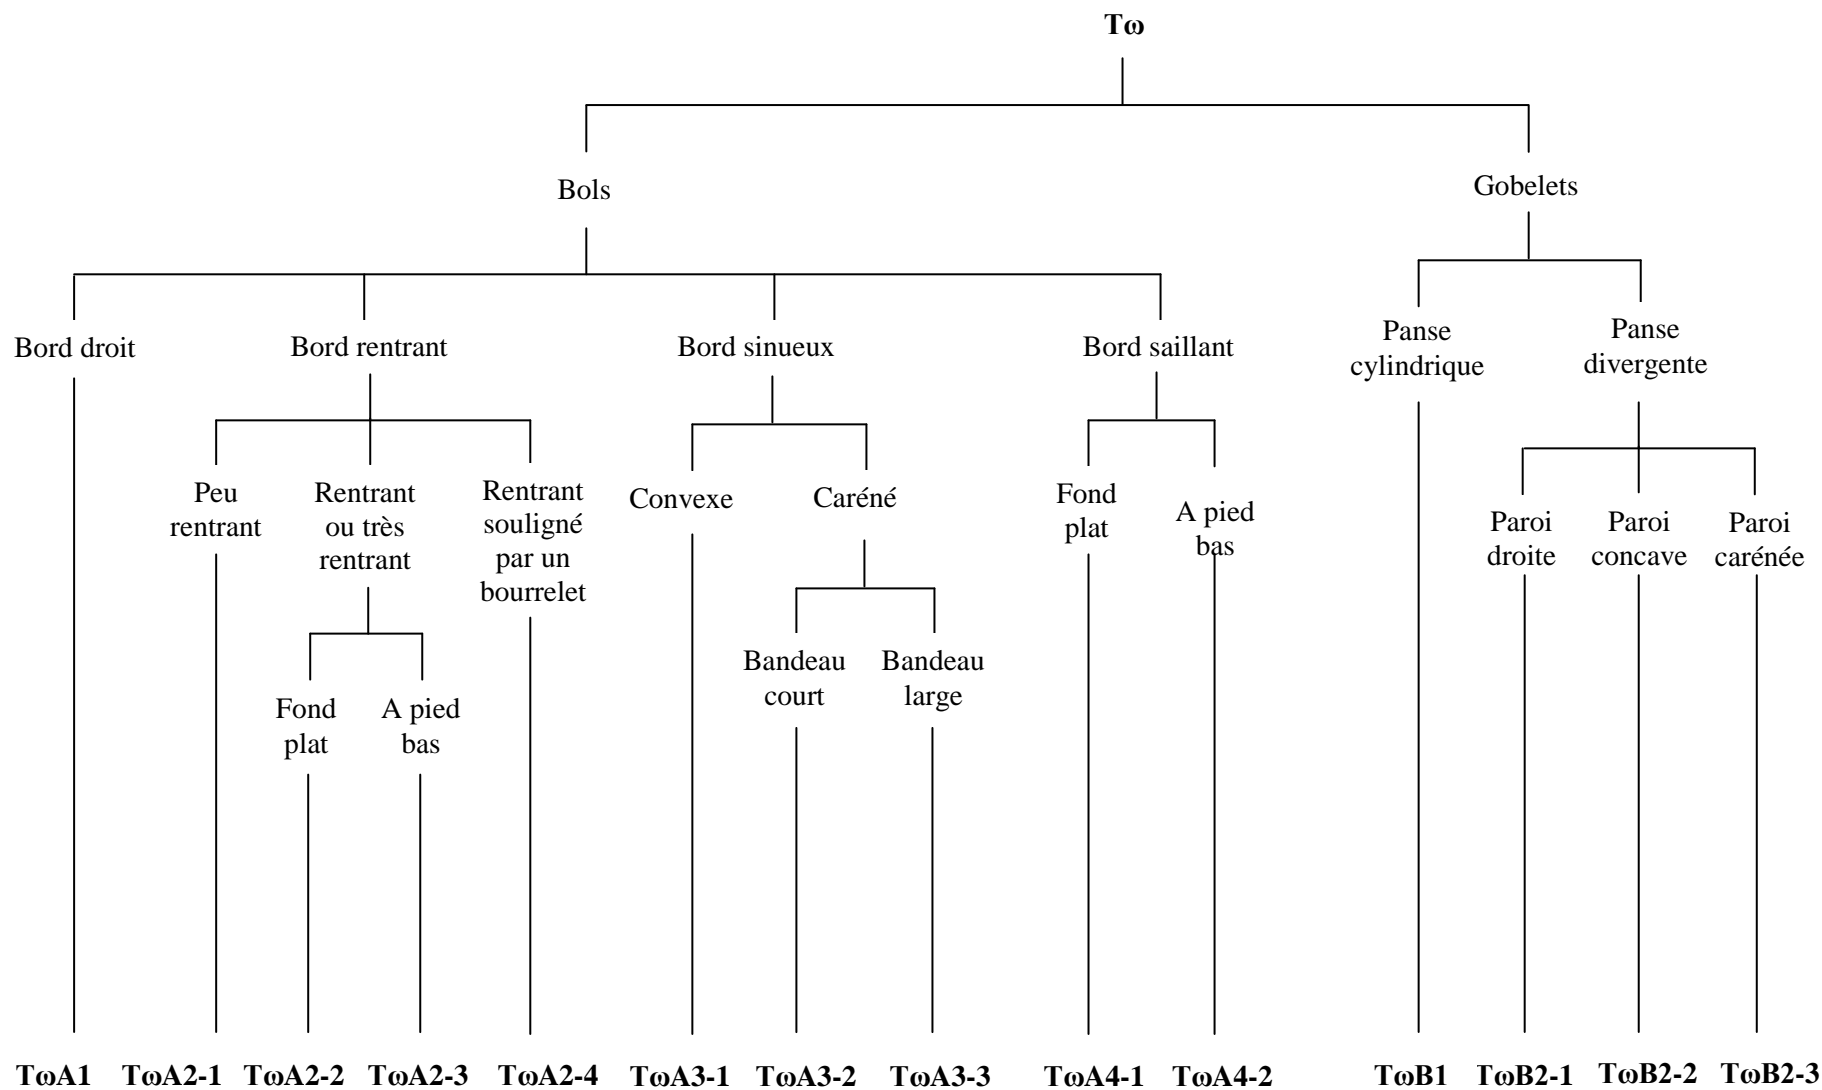 Tω
Bols
Gobelets
Bord droit
Bord rentrant
Bord sinueux
Bord saillant
Panse
cylindrique
Panse
divergente
Peu
rentrant
Rentrant
ou très
rentrant
Rentrant
souligné
par un
bourrelet
Convexe
Caréné
Fond
plat
A pied
bas
Paroi
droite
Paroi
concave
Paroi
carénée
Fond
plat
A pied
bas
Bandeau
court
Bandeau
large
TωA1
TωA2-1
TωA2-2
TωA2-3
TωA2-4
TωA3-1
TωA3-2
TωA3-3
TωA4-1
TωA4-2
TωB1
TωB2-1
TωB2-2
TωB2-3